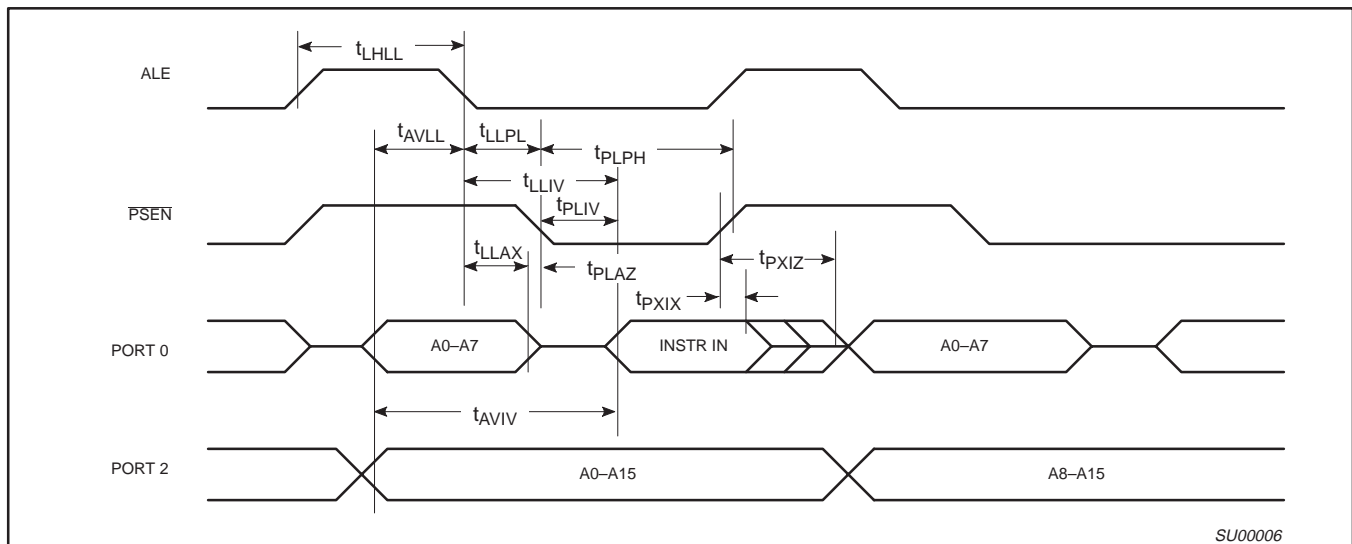 tLHLL
ALE
tAVLL
tLLPL
tPLPH
tLLIV
PSEN
tPLIV
tLLAX
tPLAZ
tPXIZ
tPXIX
PORT 0
A0–A7
INSTR IN
A0–A7
tAVIV
PORT 2
A0–A15
A8–A15
SU00006